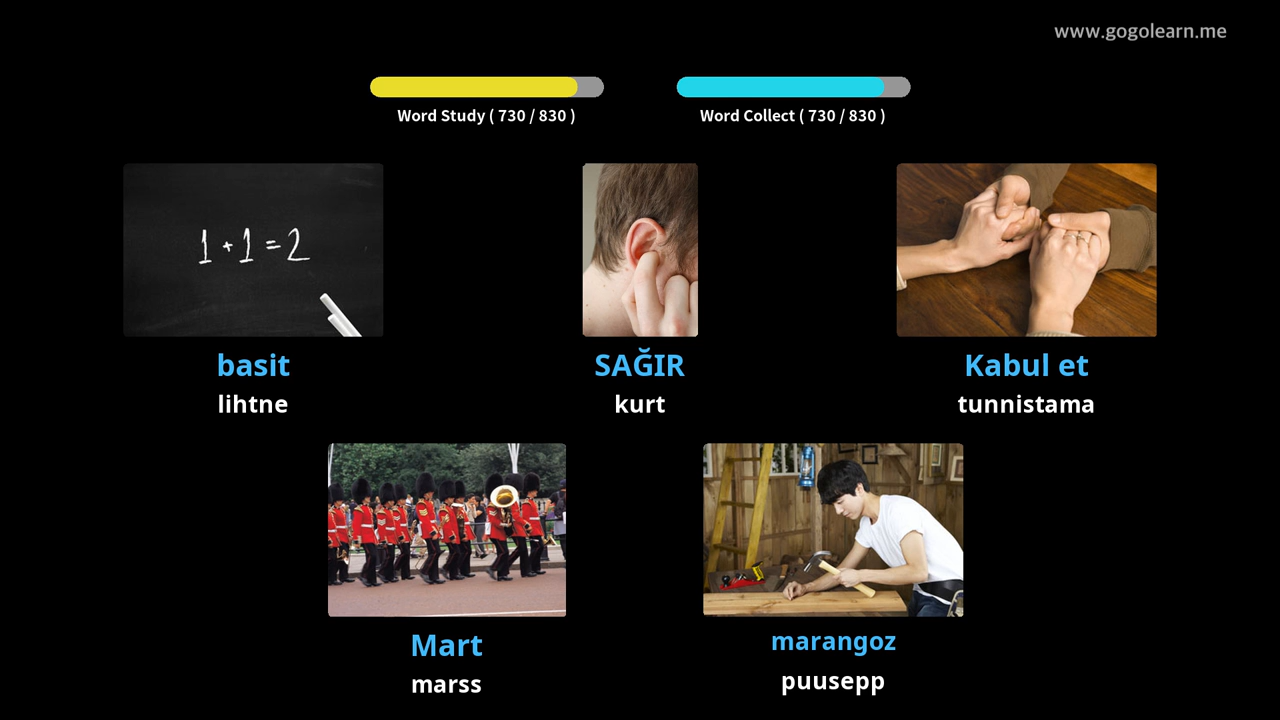 www.gogolearn.me
Word Study ( 730 / 830 )
Word Collect ( 730 / 830 )
1 + 1 = 2
basit
lihtne
SAĞIR
kurt
Kabul et
tunnistama
Mart
marss
marangoz
puusepp